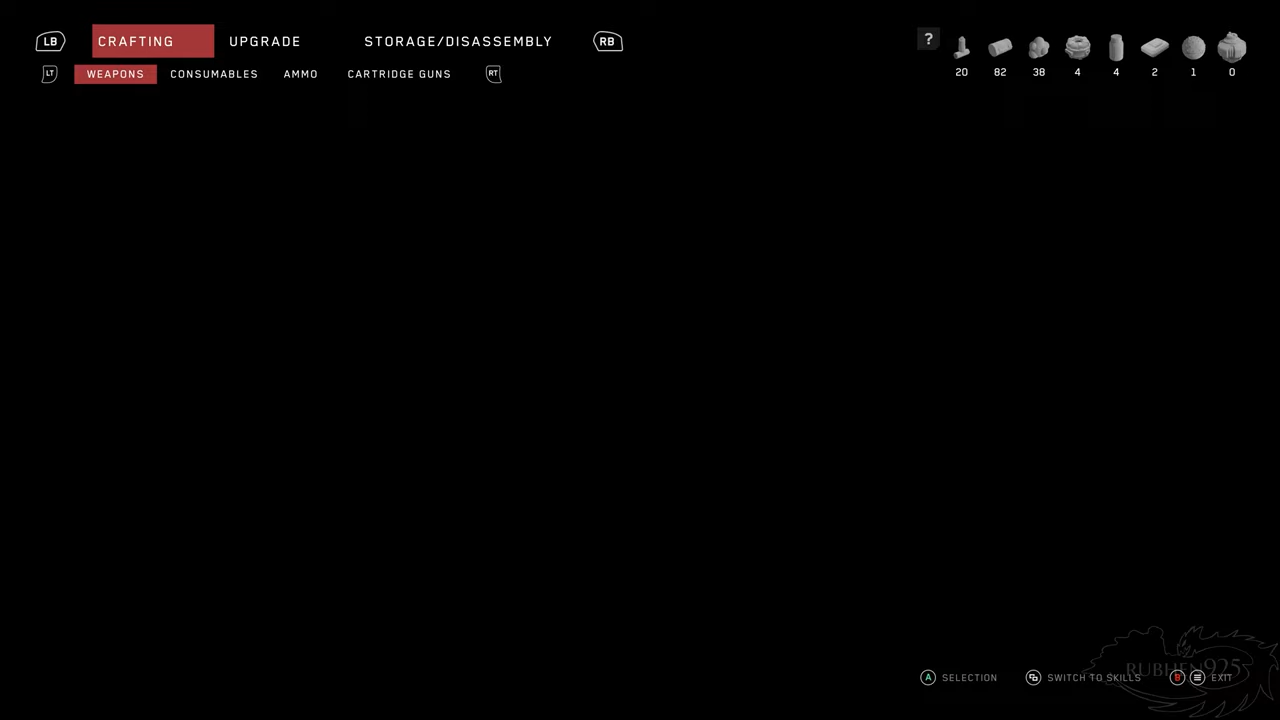 LB CRAFTING UPGRADE STORAGE/DISASSEMBLY RB ?
LT WEAPONS CONSUMABLES AMMO CARTRIDGE GUNS RT
20 82 38 4 4 2 1 0
RUBHEN925
A SELECTION SWITCH TO SKILLS B EXIT